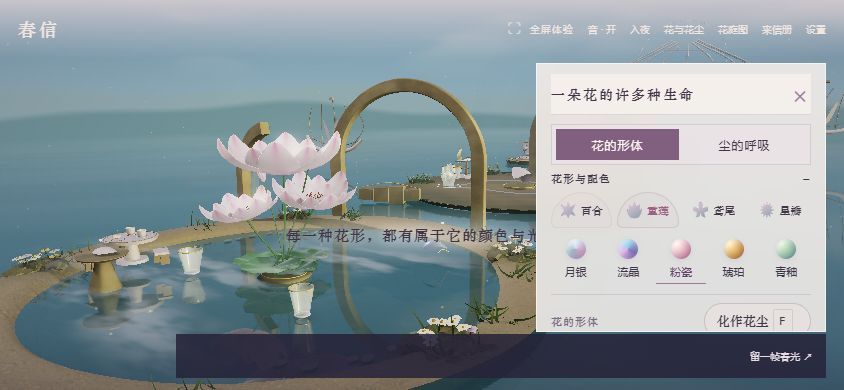 春信
全屏体验 音·开 入夜 花与花尘 花庭图 来信册 设置
一朵花的许多种生命 ×
花的形体 尘的呼吸
形与配色 −
百合 重莲 鸢尾 星瓣
月银 流晶 粉瓷 琥珀 青釉
每一种花形，都有属于它的颜色与光
花的形体 化作花尘 F
留一帧春光 ↗